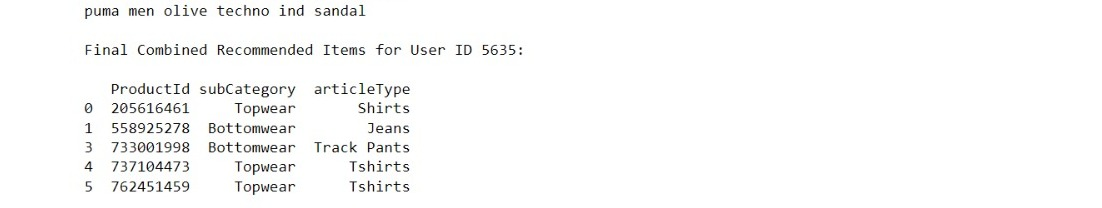 puma men olive techno ind sandal
Final Combined Recommended Items for User ID 5635:
ProductId subCategory articleType
0 205616461 Topwear Shirts
1 558925278 Bottomwear Jeans
3 733001998 Bottomwear Track Pants
4 737104473 Topwear Tshirts
5 762451459 Topwear Tshirts